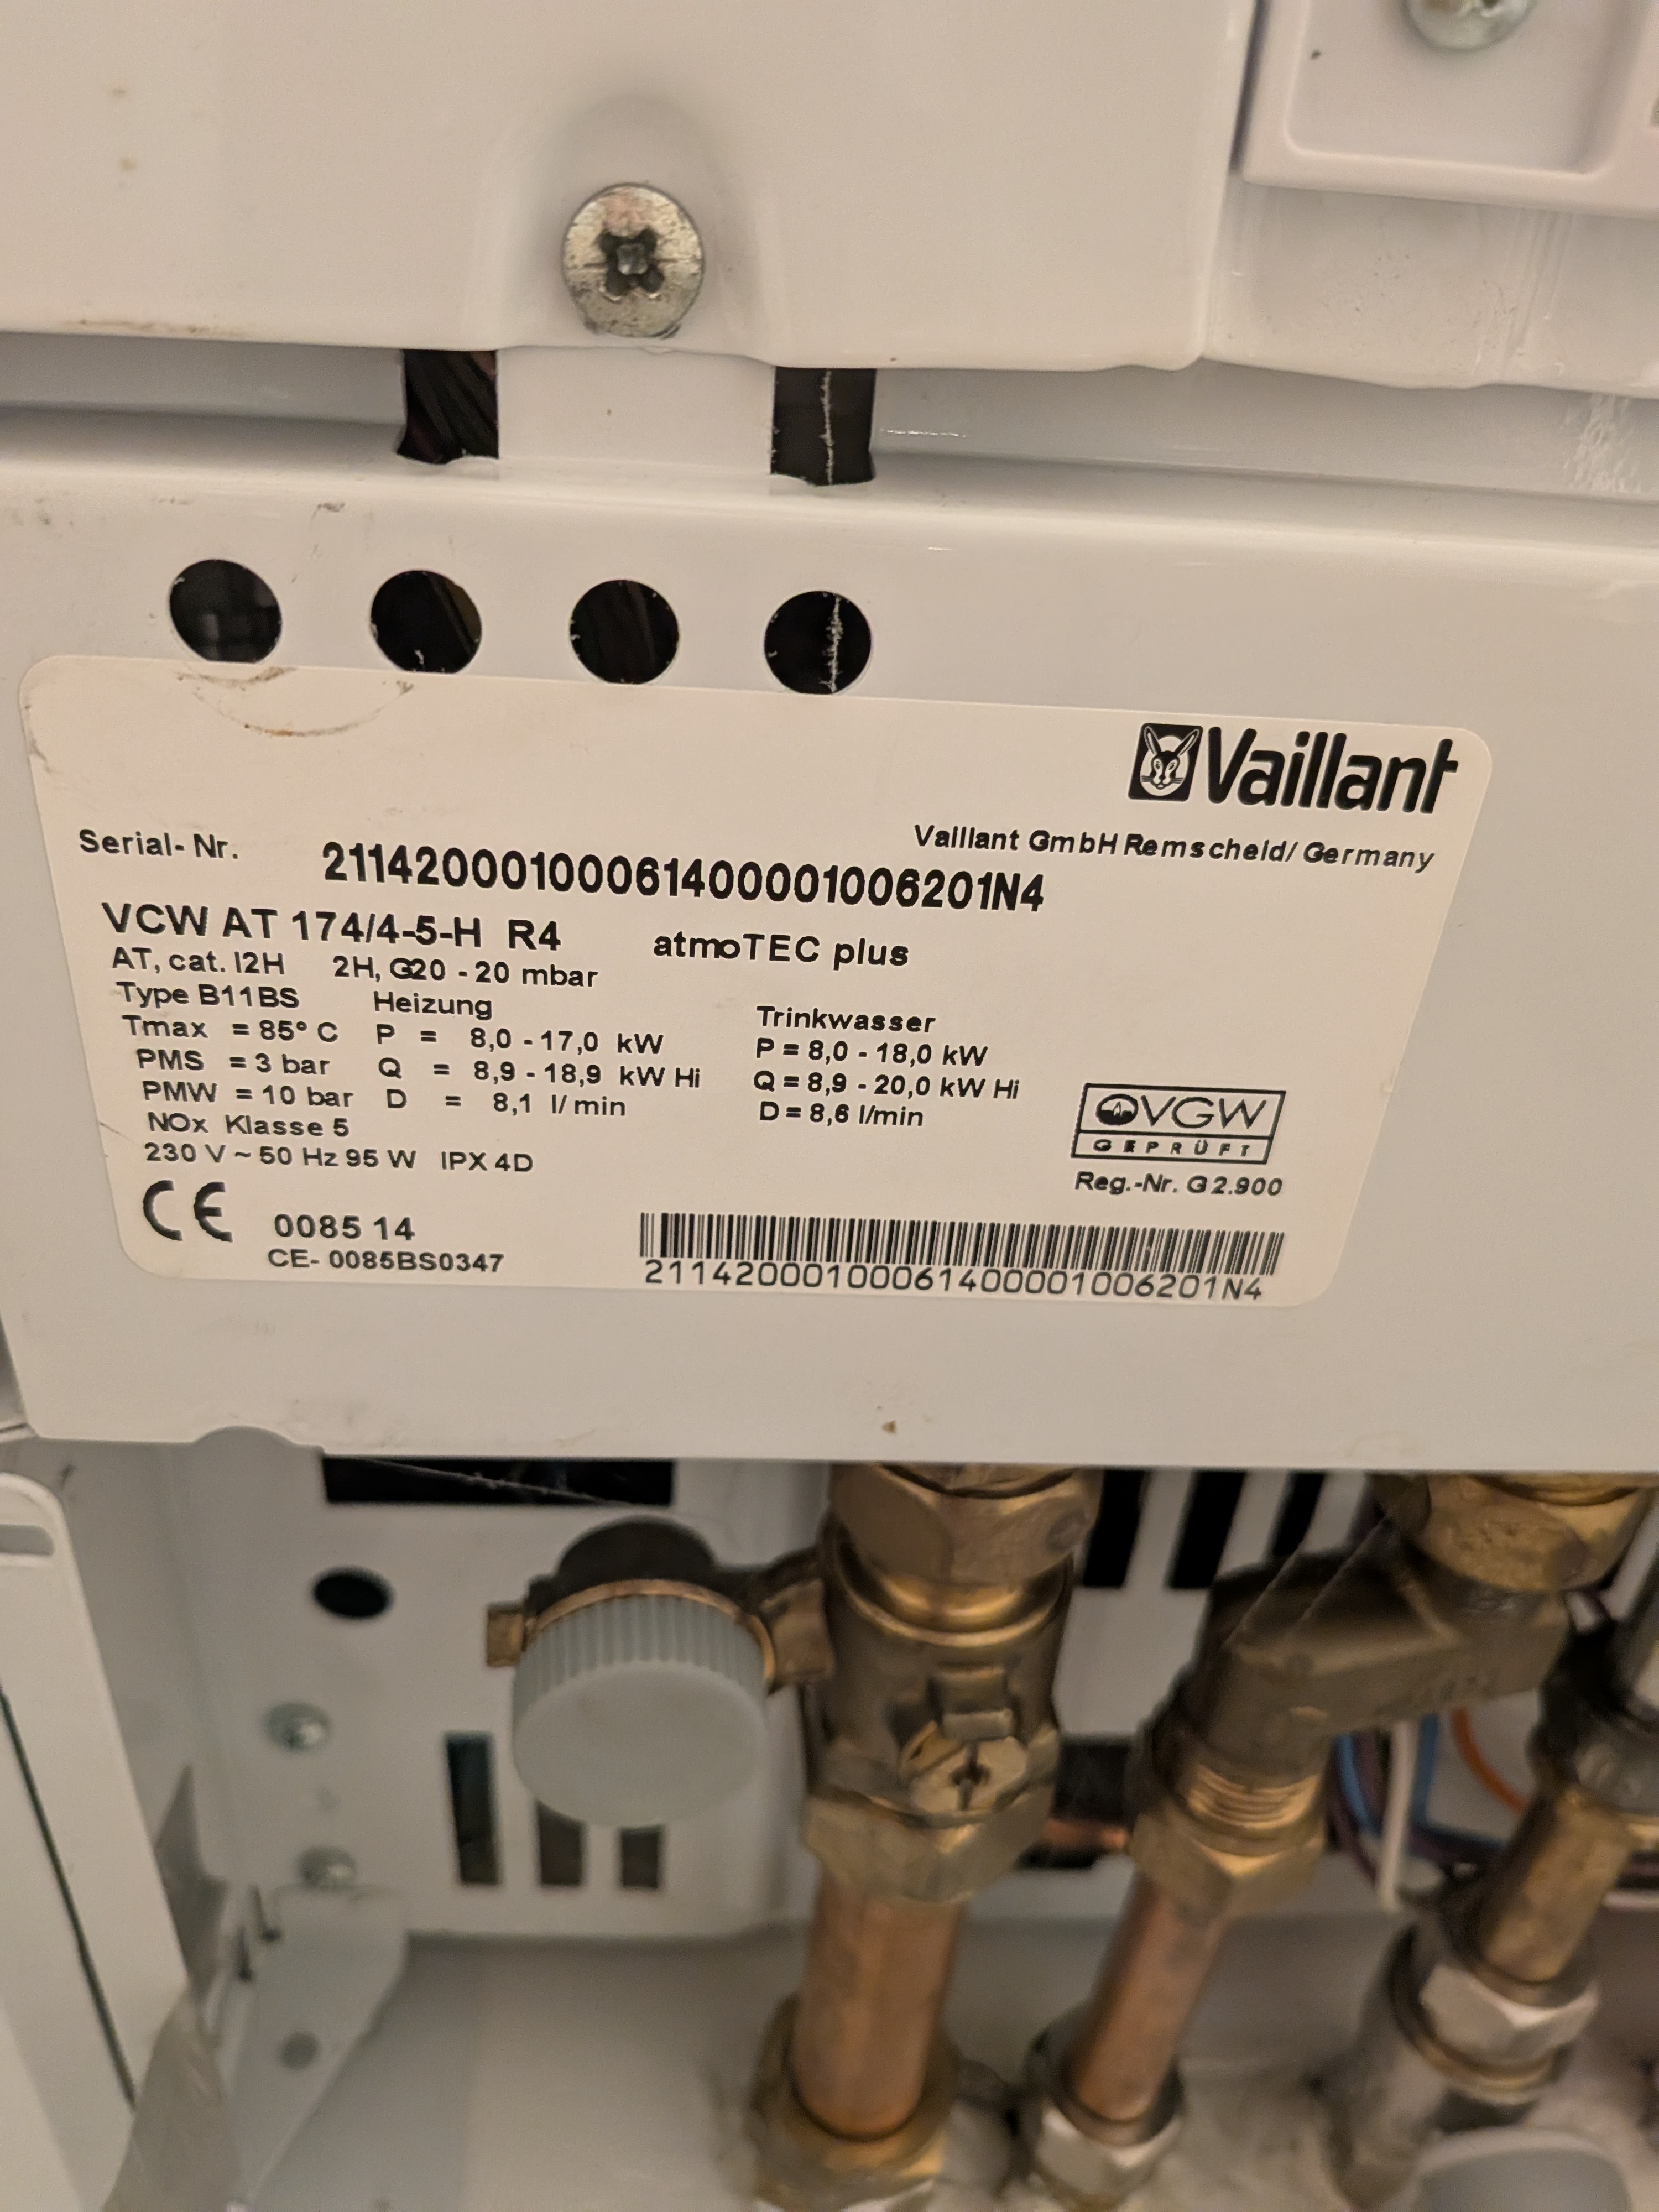 Vaillant
Vaillant GmbH Remscheid/Germany
Serial-Nr. 21142000100061400001006201N4
VCW AT 174/4-5-H R4 atmoTEC plus
AT, cat. I2H 2H, G20 - 20 mbar
Type B11BS Heizung Trinkwasser
Tmax = 85° C P = 8,0 - 17,0 kW P = 8,0 - 18,0 kW
PMS = 3 bar Q = 8,9 - 18,9 kW Hi Q = 8,9 - 20,0 kW Hi
PMW = 10 bar D = 8,1 l/min D = 8,6 l/min
NOx Klasse 5
230 V ~ 50 Hz 95 W IPX 4D
DVGW
GEPRÜFT
Reg.-Nr. G 2.900
CE 0085 14
CE- 0085BS0347
21142000100061400001006201N4